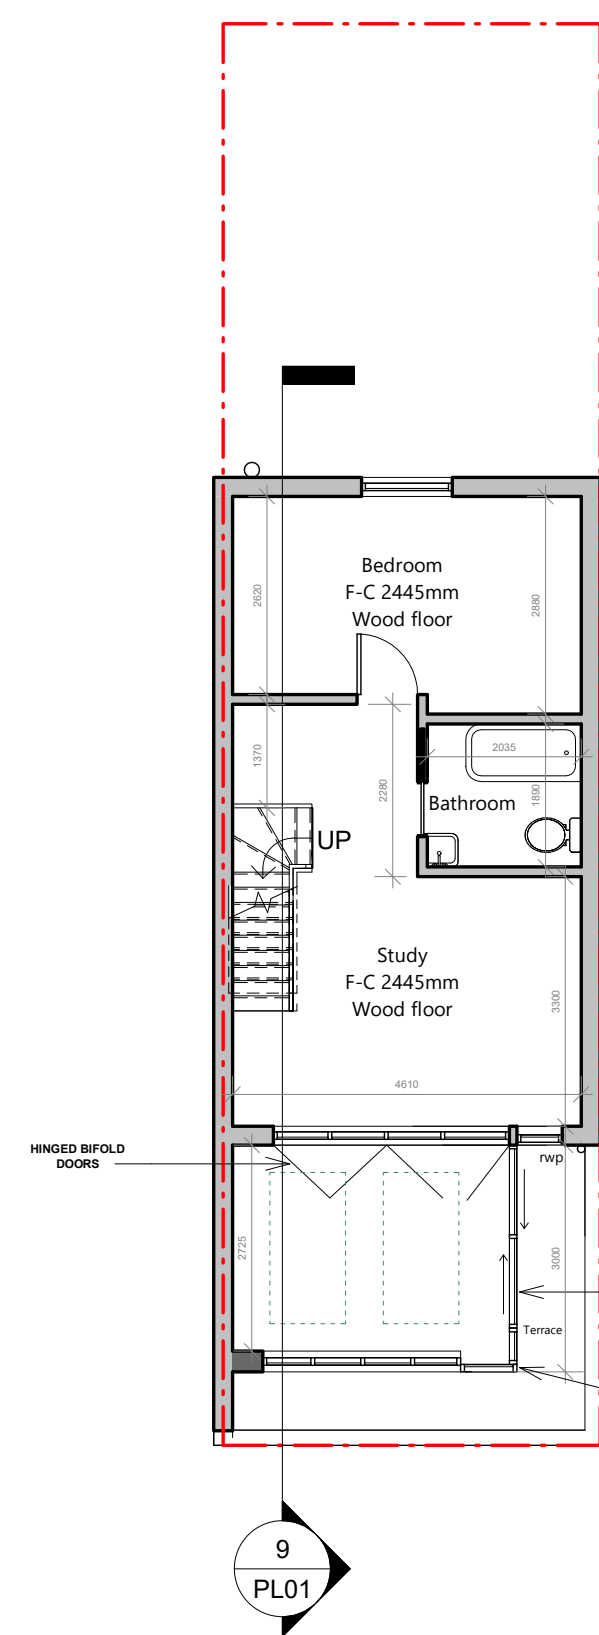 Bedroom
F-C 2445mm
Wood floor
2620
2880
1370
2280
2035
1890
Bathroom
UP
Study
F-C 2445mm
Wood floor
3300
4610
HINGED BIFOLD
DOORS
rwp
2725
3000
Terrace
9
PL01